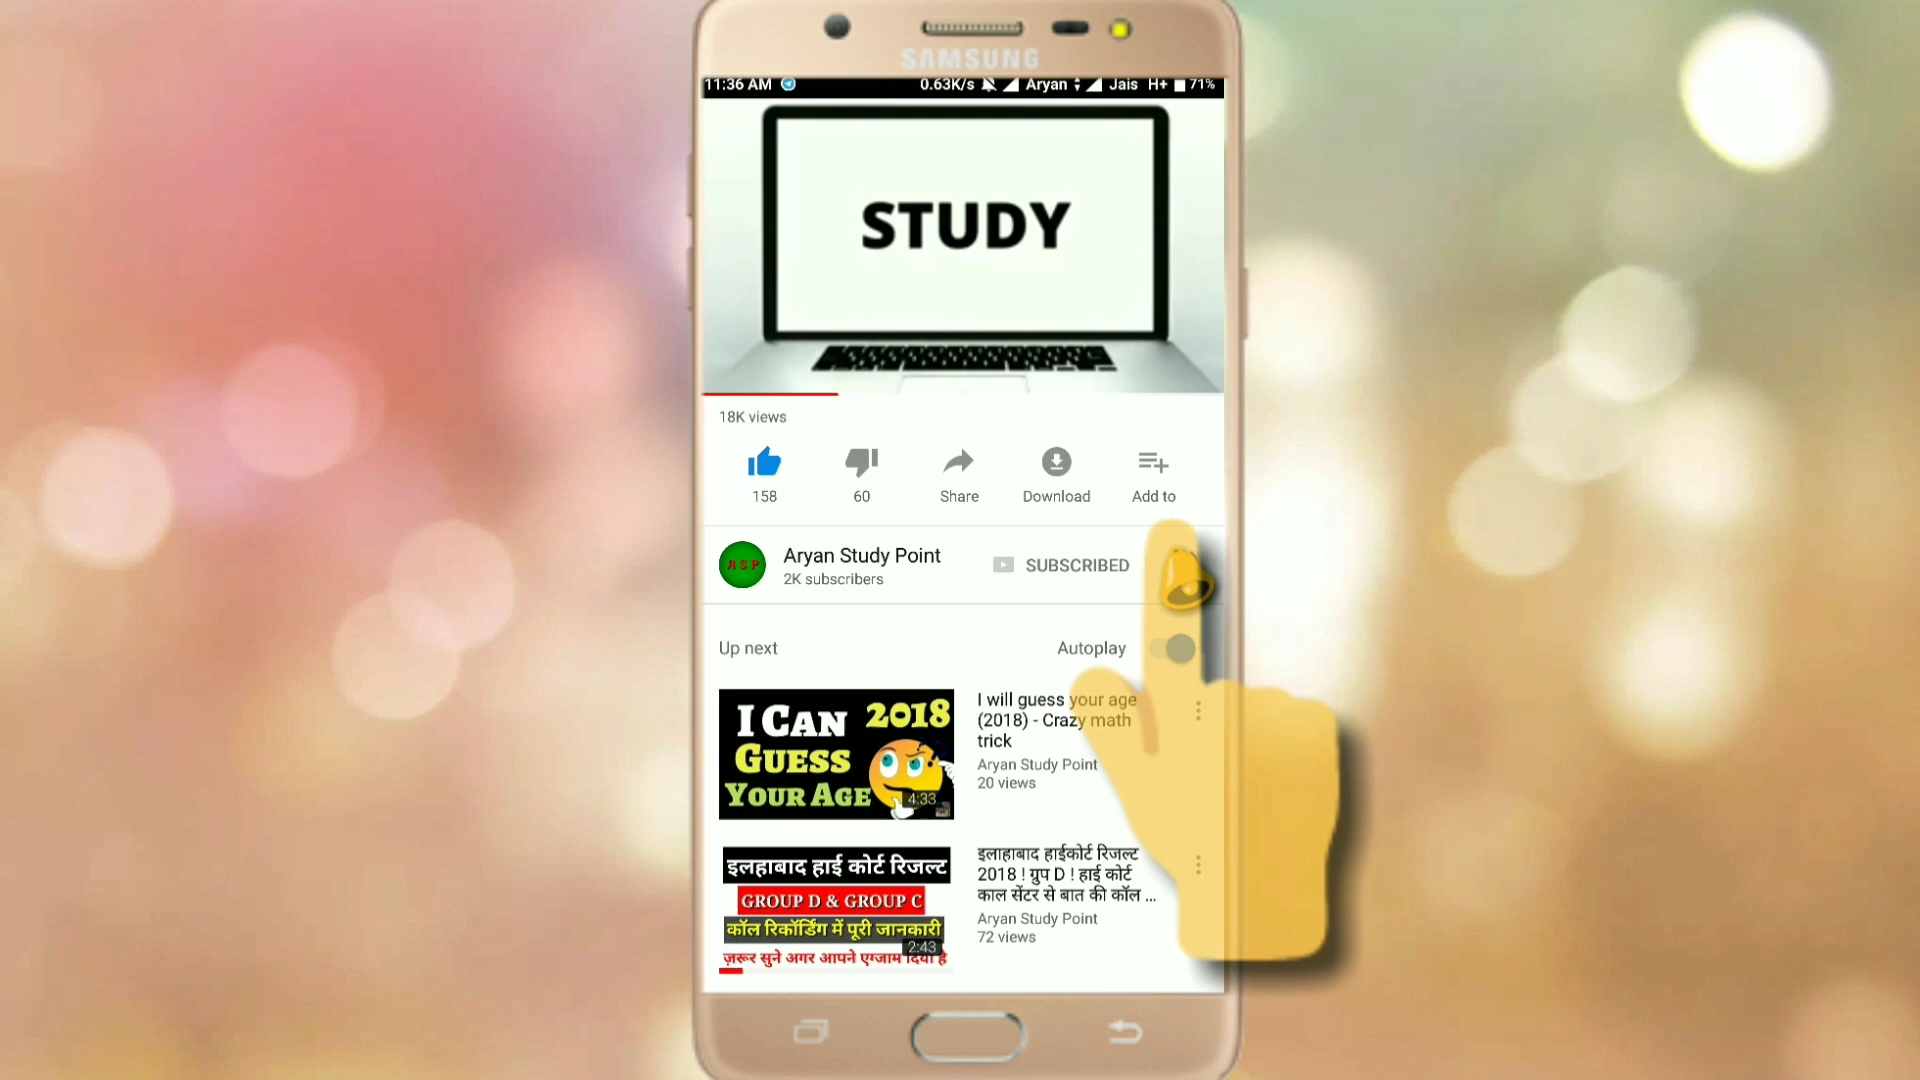 SAMSUNG
11:36 AM 0.63K/s Aryan Jais H+ 71%
STUDY
18K views
158 60 Share Download Add to
Aryan Study Point
2K subscribers
SUBSCRIBED
A S P
Up next Autoplay
I CAN 2018
GUESS
YOUR AGE
4:33
I will guess your age
(2018) - Crazy math
trick
Aryan Study Point
20 views
इलहाबाद हाई कोर्ट रिजल्ट
GROUP D & GROUP C
कॉल रिकॉर्डिंग में पूरी जानकारी
2:43
ज़रूर सुने अगर आपने एग्जाम दिया है
इलाहाबाद हाईकोर्ट रिजल्ट
2018 ! ग्रुप D ! हाई कोर्ट
काल सेंटर से बात की कॉल ...
Aryan Study Point
72 views